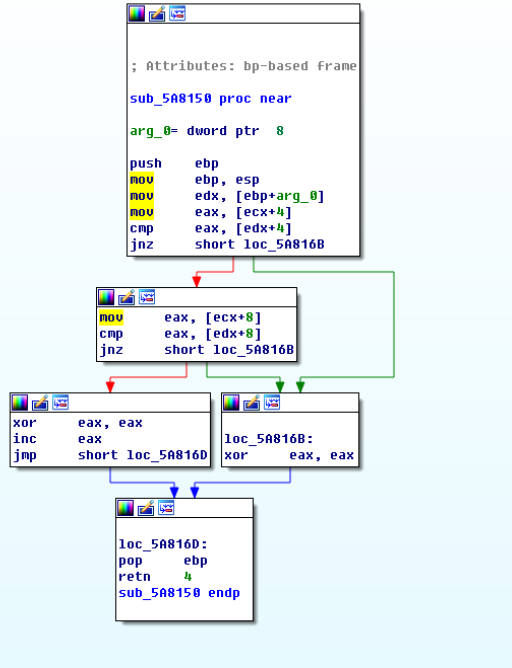 ; Attributes: bp-based frame
sub_5A8150 proc near
arg_0= dword ptr  8
push    ebp
mov     ebp, esp
mov     edx, [ebp+arg_0]
mov     eax, [ecx+4]
cmp     eax, [edx+4]
jnz     short loc_5A816B
mov     eax, [ecx+8]
cmp     eax, [edx+8]
jnz     short loc_5A816B
xor     eax, eax
inc     eax
jmp     short loc_5A816D
loc_5A816B:
xor     eax, eax
loc_5A816D:
pop     ebp
retn    4
sub_5A8150 endp